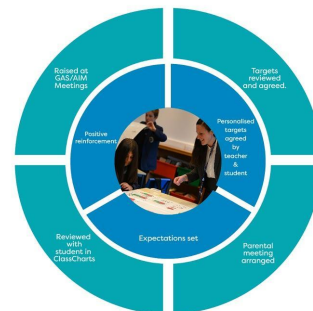 Raised at
GAS/AIM
Meetings
Targets
reviewed
and agreed.
Positive
reinforcement
Personalised
targets
agreed
by
teacher
&
student
Expectations set
Reviewed
with
student in
ClassCharts
Parental
meeting
arranged